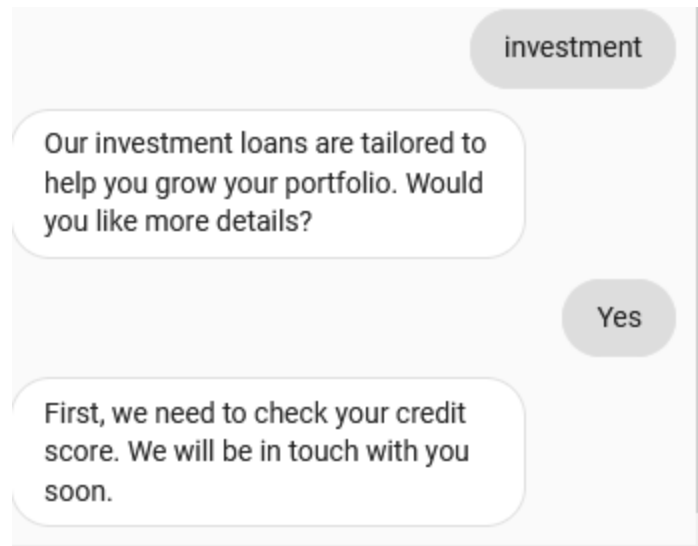 investment
Our investment loans are tailored to
help you grow your portfolio. Would
you like more details?
Yes
First, we need to check your credit
score. We will be in touch with you
soon.